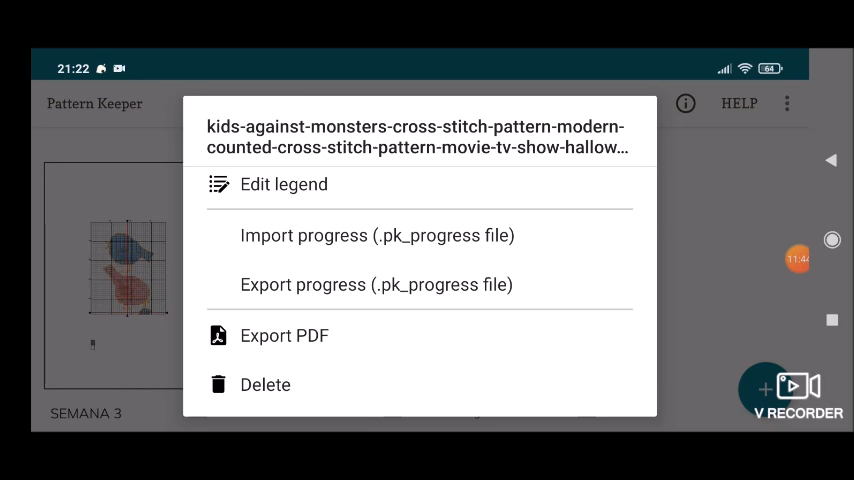 21:22
64
Pattern Keeper
HELP
kids-against-monsters-cross-stitch-pattern-modern-
counted-cross-stitch-pattern-movie-tv-show-hallow...
Edit legend
Import progress (.pk_progress file)
Export progress (.pk_progress file)
Export PDF
Delete
11:44
V RECORDER
SEMANA 3